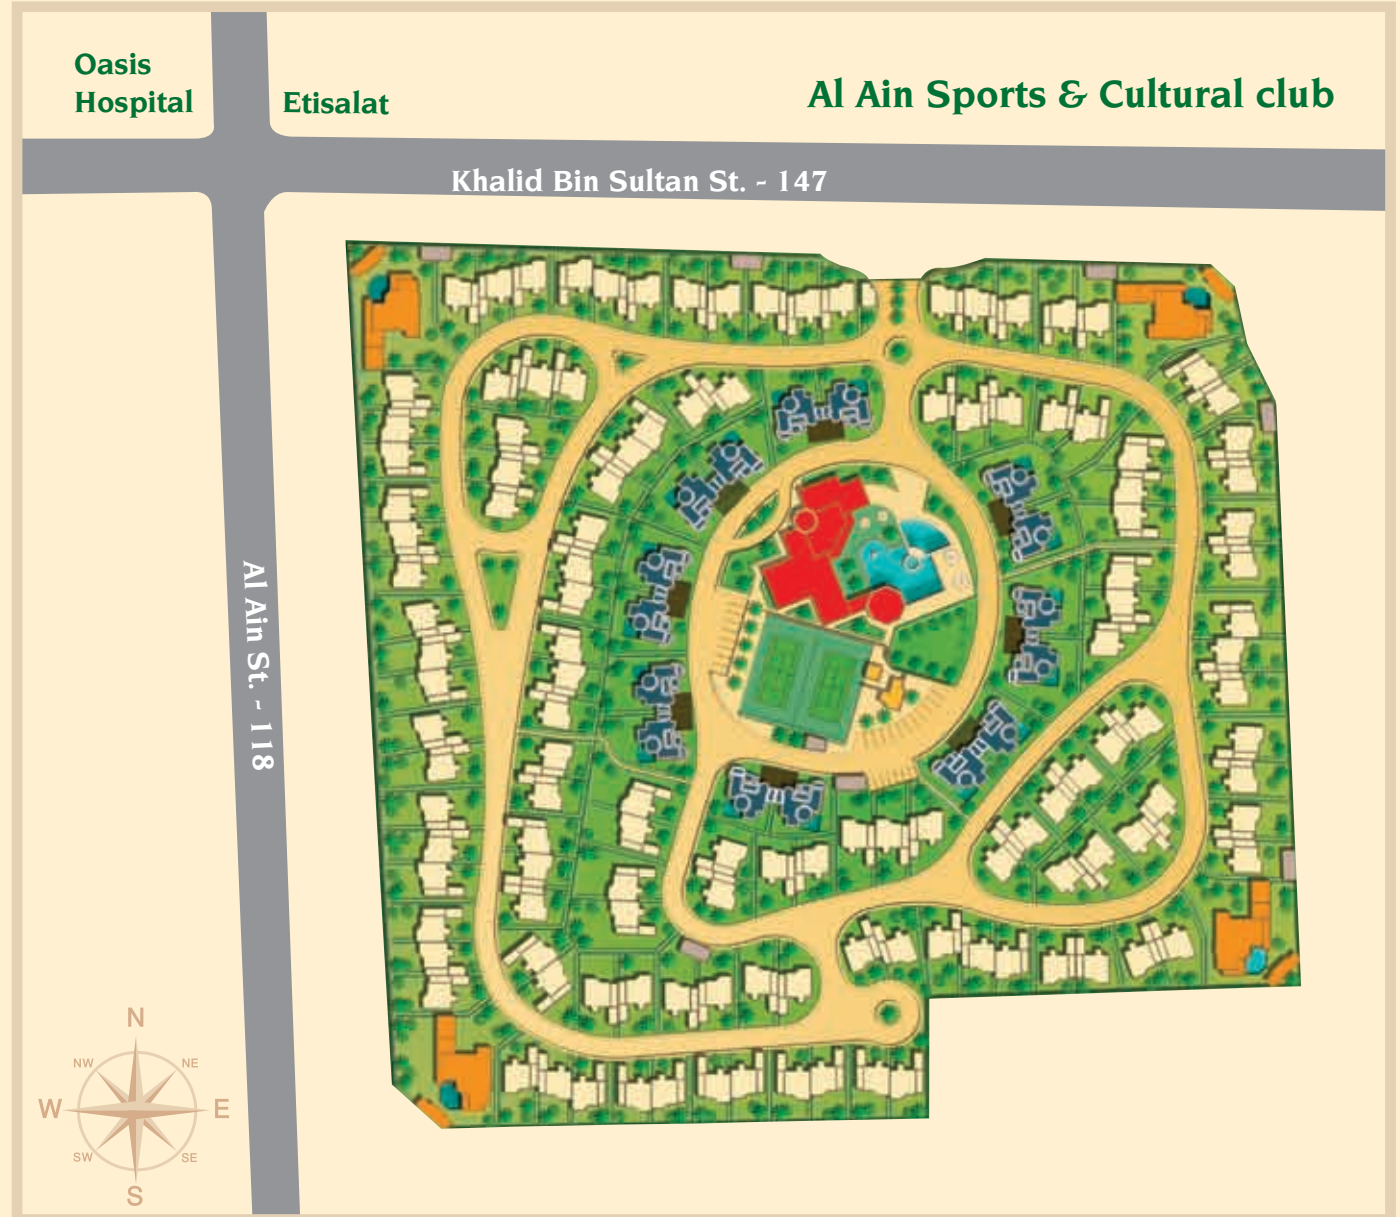 Oasis
Hospital
Etisalat
Al Ain Sports & Cultural club
Khalid Bin Sultan St. - 147
Al Ain St. - 118
N
NW
NE
W
E
SW
SE
S